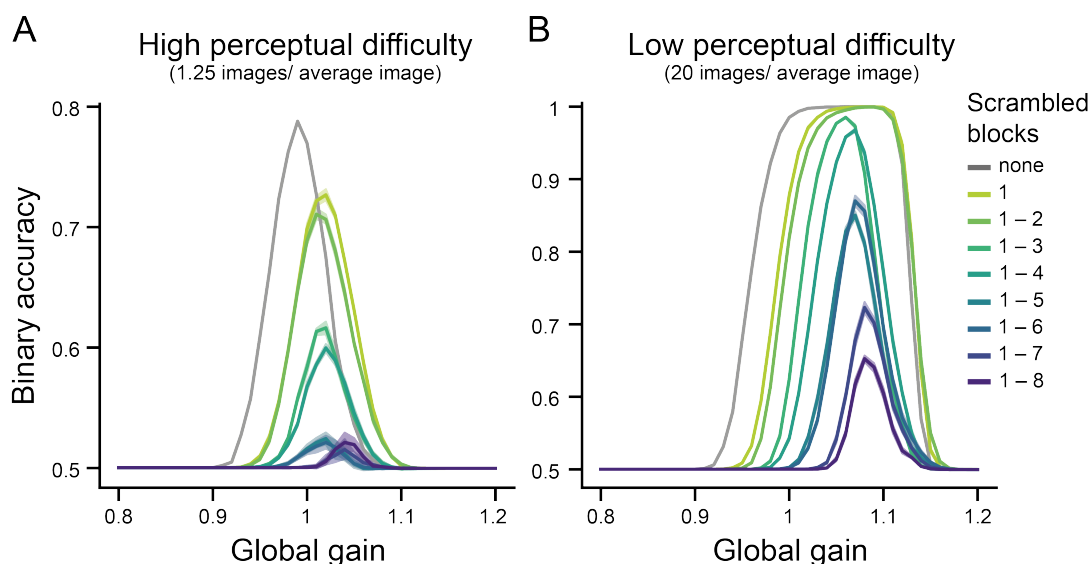 A
High perceptual difficulty
(1.25 images/ average image)
Binary accuracy
0.8
0.7
0.6
0.5
0.8
0.9
1
1.1
1.2
Global gain
B
Low perceptual difficulty
(20 images/ average image)
1
0.9
0.8
0.7
0.6
0.5
0.8
0.9
1
1.1
1.2
Global gain
Scrambled
blocks
none
1
1 – 2
1 – 3
1 – 4
1 – 5
1 – 6
1 – 7
1 – 8